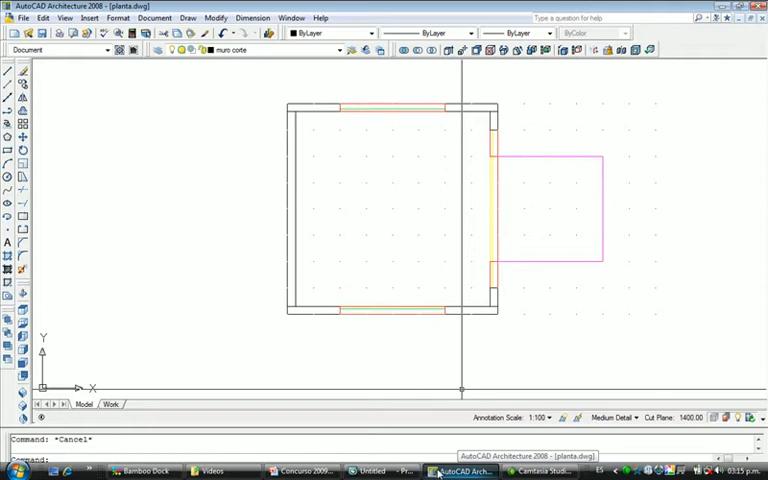 AutoCAD Architecture 2008 - [planta.dwg]
File Edit View Insert Format Document Draw Modify Dimension Window Help
Type a question for help
ByLayer ByLayer ByLayer ByColor
Document muro corte
A
Y
X
Model Work
Annotation Scale: 1:100 Medium Detail Cut Plane: 1400.00
Command: *Cancel*
Command:
AutoCAD Architecture 2008 - [planta.dwg]
Bamboo Dock Videos Concurso 2009... Untitled - Pr... AutoCAD Arch... Camtasia Studi... ES 03:15 p.m.